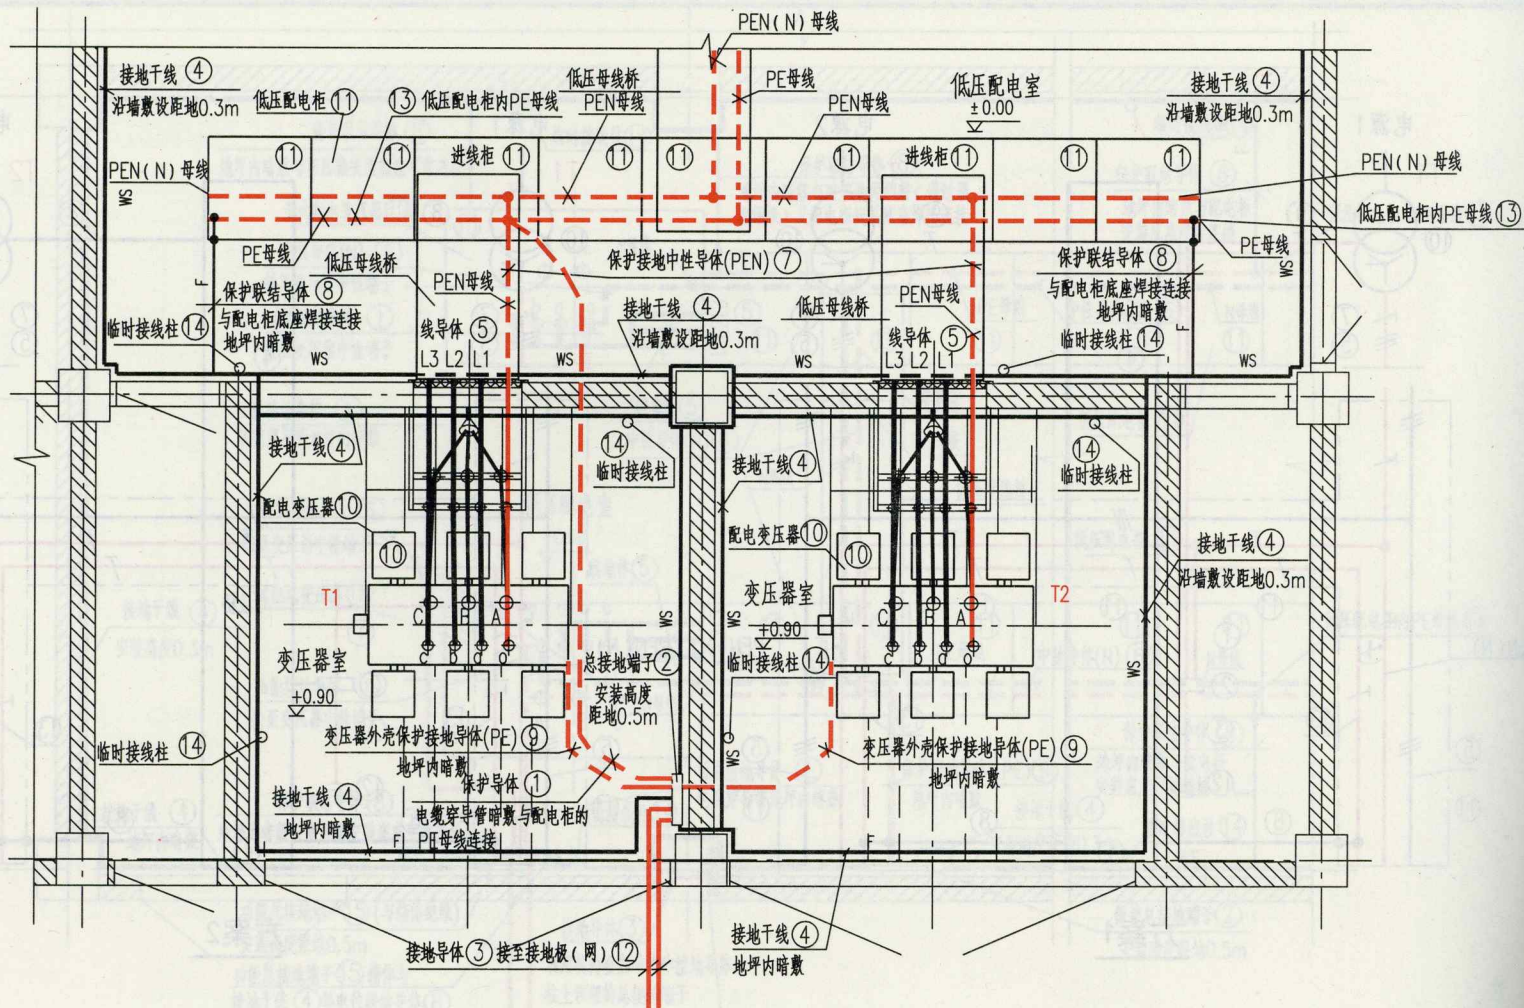 PEN(N)母线
接地干线④
沿墙敷设距地0.3m
低压配电柜⑪
⑬低压配电柜内PE母线
低压母线桥
PEN母线
PE母线
PEN母线
低压配电室
±0.00
接地干线④
沿墙敷设距地0.3m
PEN(N)母线
WS
⑪
⑪
进线柜⑪
⑪
⑪
⑪
进线柜⑪
⑪
⑪
PEN(N)母线
低压配电柜内PE母线⑬
PE母线
WS
PE母线
低压母线桥
PEN母线
保护接地中性导体(PEN)⑦
保护联结导体⑧
与配电柜底座焊接连接
地坪内暗敷
F
保护联结导体⑧
与配电柜底座焊接连接
地坪内暗敷
F
临时接线柱⑭
WS
线导体⑤
L3 L2 L1
WS
接地干线④
沿墙敷设距地0.3m
低压母线桥
PEN母线
WS
线导体⑤
L3 L2 L1
临时接线柱⑭
WS
接地干线④
⑭
临时接线柱
接地干线④
⑭
临时接线柱
配电变压器⑩
⑩
配电变压器⑩
⑩
接地干线④
沿墙敷设距地0.3m
T1
C B A
c b a o
WS
变压器室
+0.90
WS
T2
C B A
c b a o
WS
变压器室
+0.90
总接地端子②
安装高度
距地0.5m
临时接线柱⑭
临时接线柱⑭
变压器外壳保护接地导体(PE)⑨
地坪内暗敷
WS
变压器外壳保护接地导体(PE)⑨
地坪内暗敷
保护导体①
电缆穿导管暗敷与配电柜的
PE母线连接
接地干线④
地坪内暗敷
F
F
接地导体③接至接地极(网)⑫
接地干线④
地坪内暗敷